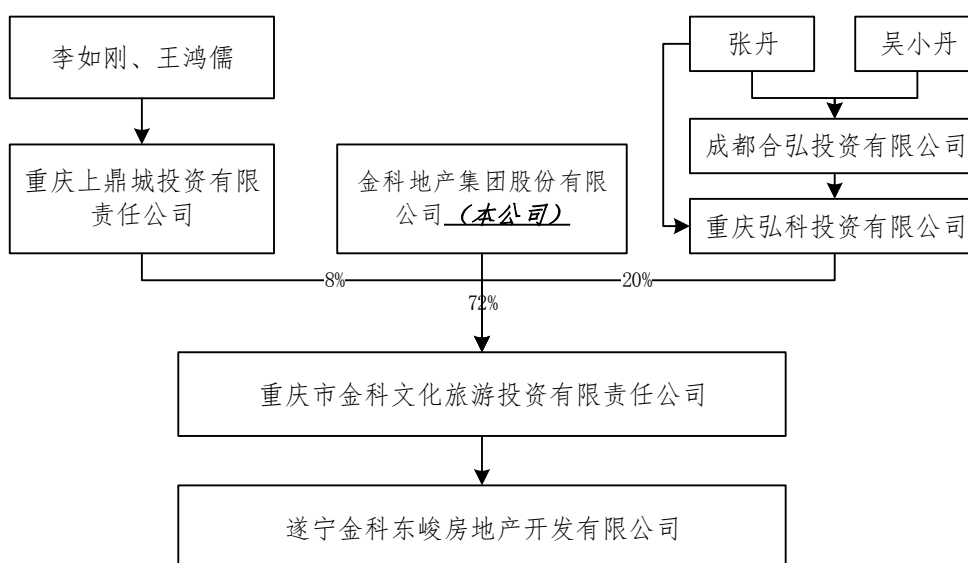 李如刚、王鸿儒
张丹
吴小丹
成都合弘投资有限公司
重庆上鼎城投资有限
责任公司
金科地产集团股份有限
公司（本公司）
重庆弘科投资有限公司
8%
20%
72%
重庆市金科文化旅游投资有限责任公司
遂宁金科东峻房地产开发有限公司